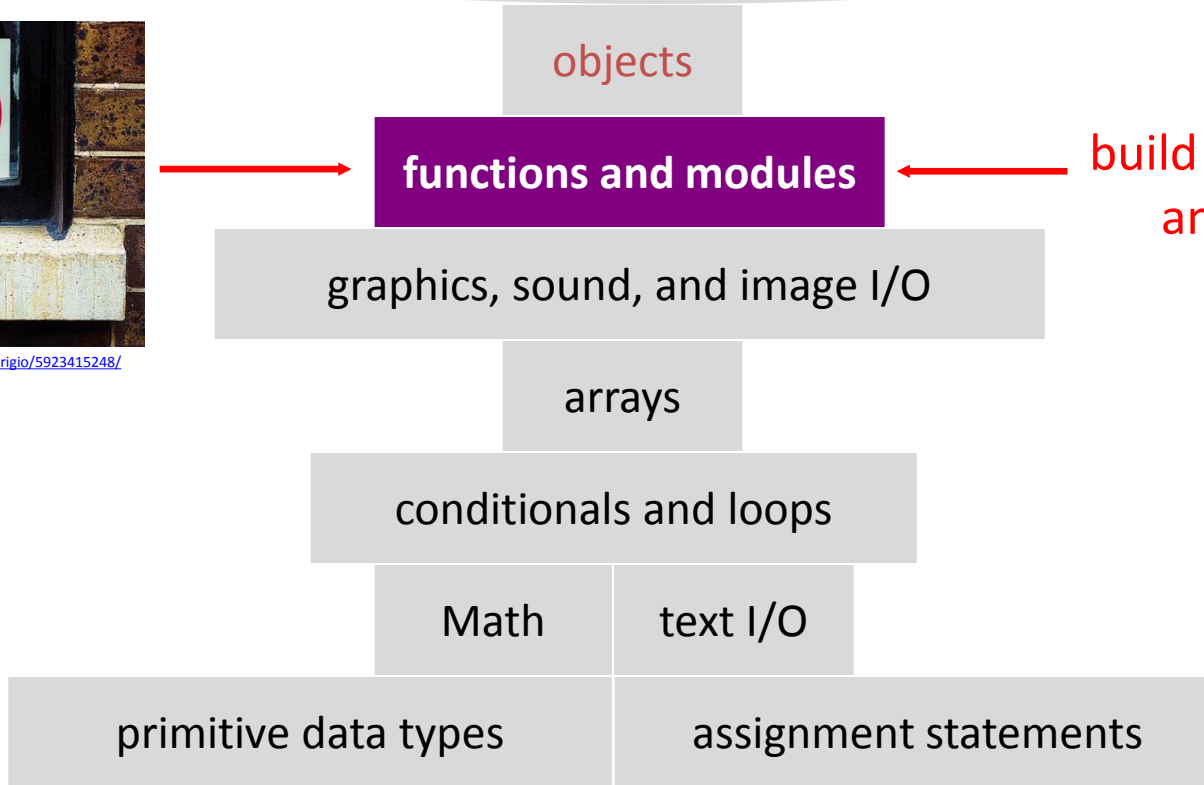 objects
functions and modules
build
graphics, sound, and image I/O
rigio/5923415248/
arrays
conditionals and loops
Math
text I/O
primitive data types
assignment statements